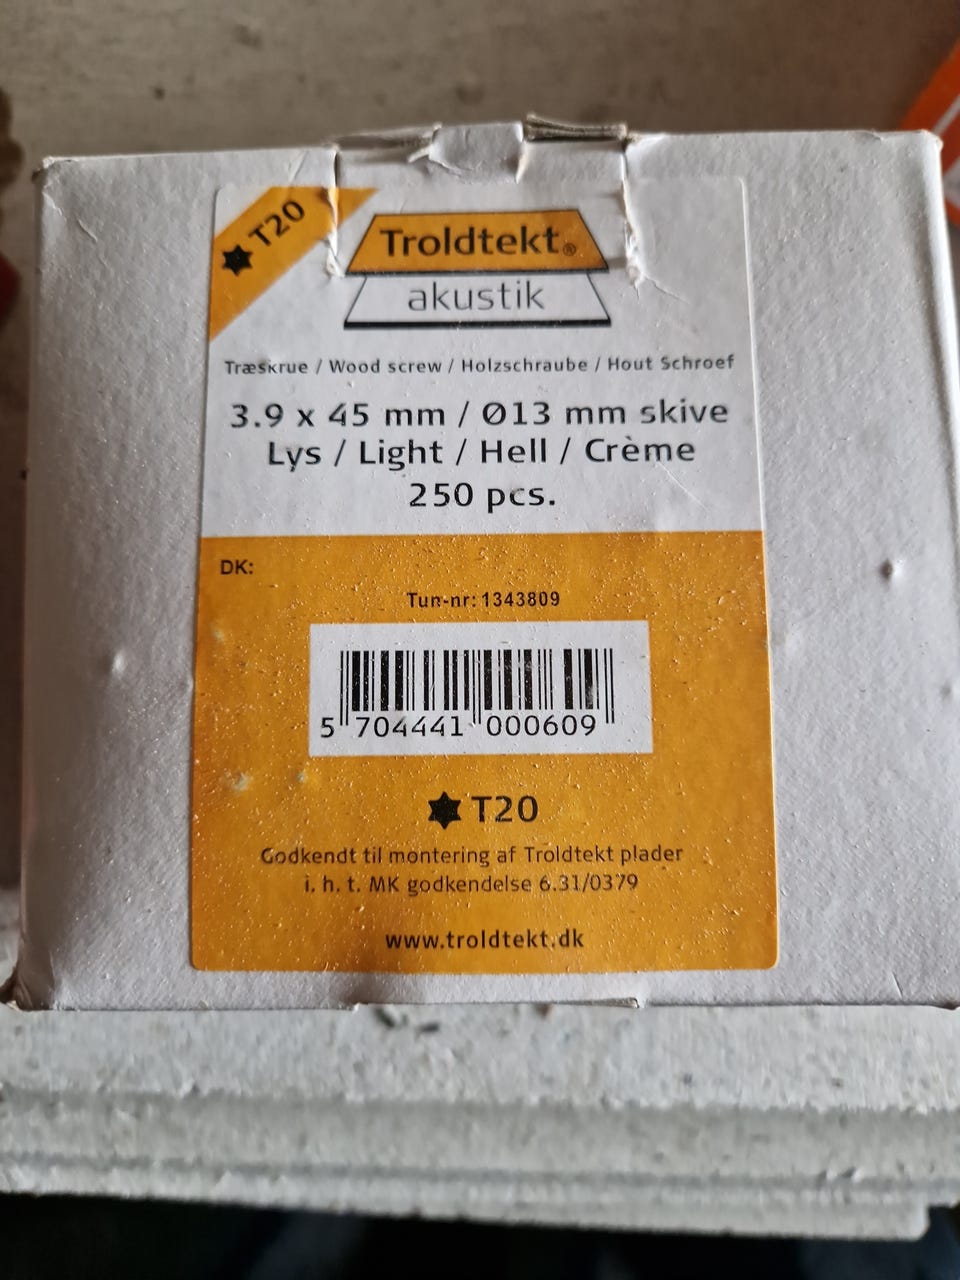 T20
Troldtekt®
akustik
Træskrue / Wood screw / Holzschraube / Hout Schroef
3.9 x 45 mm / Ø13 mm skive
Lys / Light / Hell / Crème
250 pcs.
DK:
Tun-nr: 1343809
5 704441 000609
T20
Godkendt til montering af Troldtekt plader
i. h. t. MK godkendelse 6.31/0379
www.troldtekt.dk